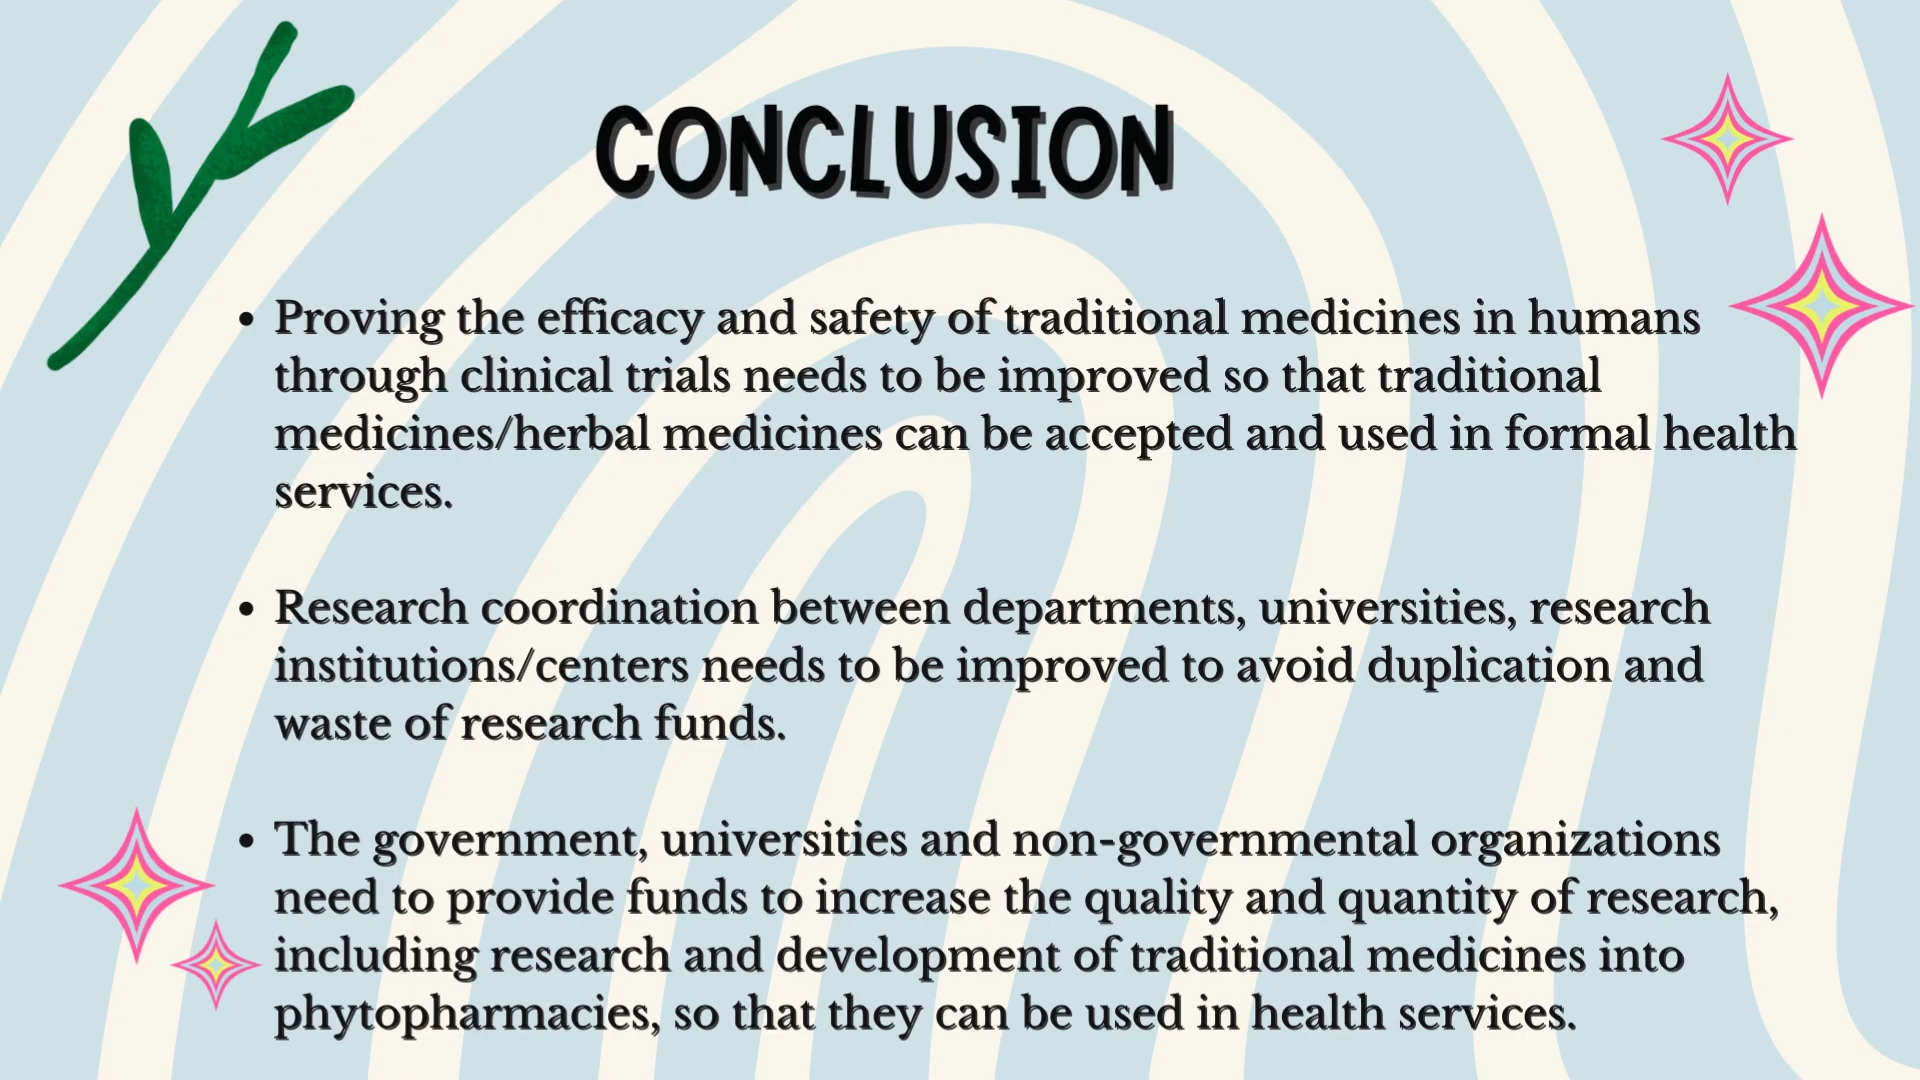 CONCLUSION
• Proving the efficacy and safety of traditional medicines in humans
through clinical trials needs to be improved so that traditional
medicines/herbal medicines can be accepted and used in formal health
services.
• Research coordination between departments, universities, research
institutions/centers needs to be improved to avoid duplication and
waste of research funds.
• The government, universities and non-governmental organizations
need to provide funds to increase the quality and quantity of research,
including research and development of traditional medicines into
phytopharmacies, so that they can be used in health services.